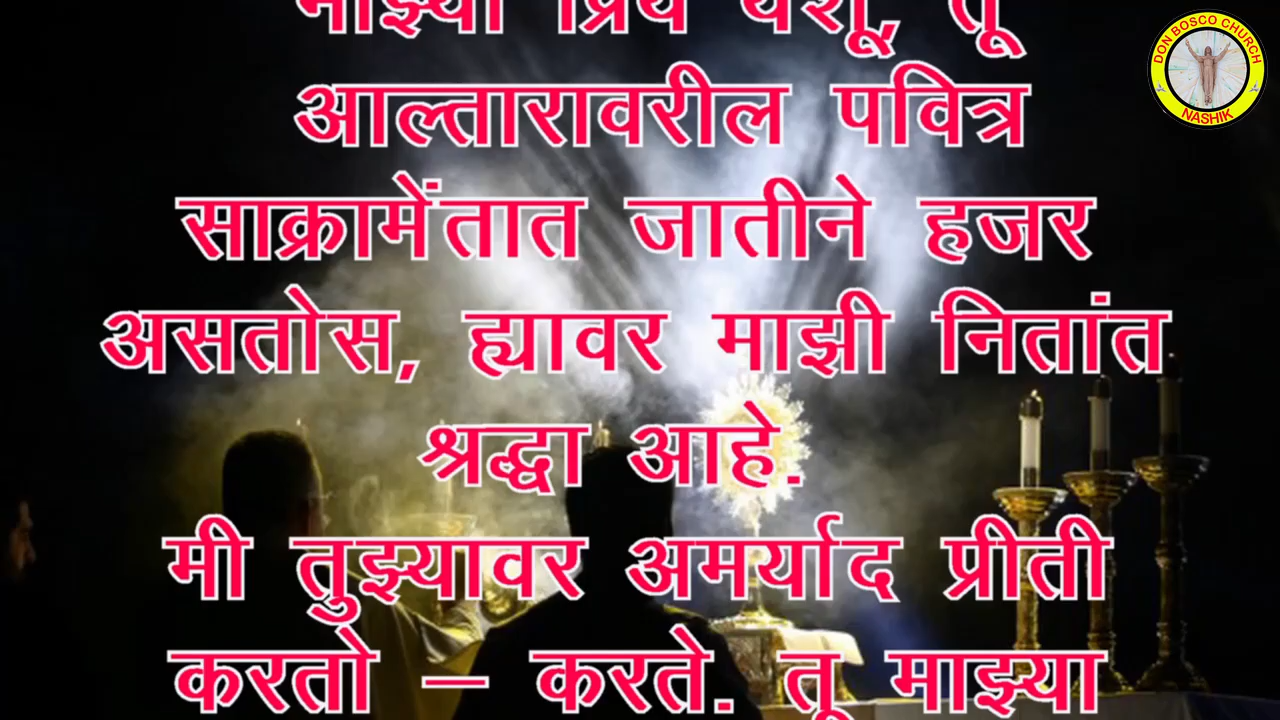 माझ्या प्रिय येशू, तू
आल्तारावरील पवित्र
साक्रामेंतात जातीने हजर
असतोस, ह्यावर माझी नितांत
श्रद्धा आहे.
मी तुझ्यावर अमर्याद प्रीती
करतो – करते. तू माझ्या
DON BOSCO CHURCH
NASHIK